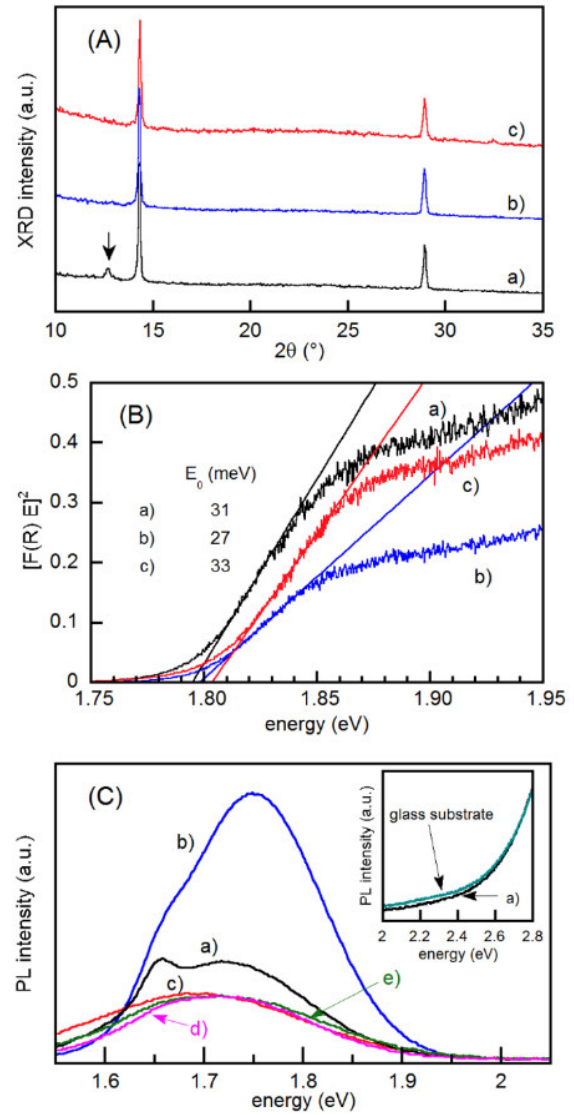 (A)
XRD intensity (a.u.)
c)
b)
a)
10 15 20 25 30 35
2θ (°)
(B)
[F(R) E]²
0.5
0.4
0.3
0.2
0.1
0
E₀ (meV)
a) 31
b) 27
c) 33
a)
c)
b)
1.75 1.80 1.85 1.90 1.95
energy (eV)
(C)
PL intensity (a.u.)
b)
a)
c)
d)
e)
1.6 1.7 1.8 1.9 2
energy (eV)
PL intensity (a.u.)
glass substrate
a)
2 2.2 2.4 2.6 2.8
energy (eV)